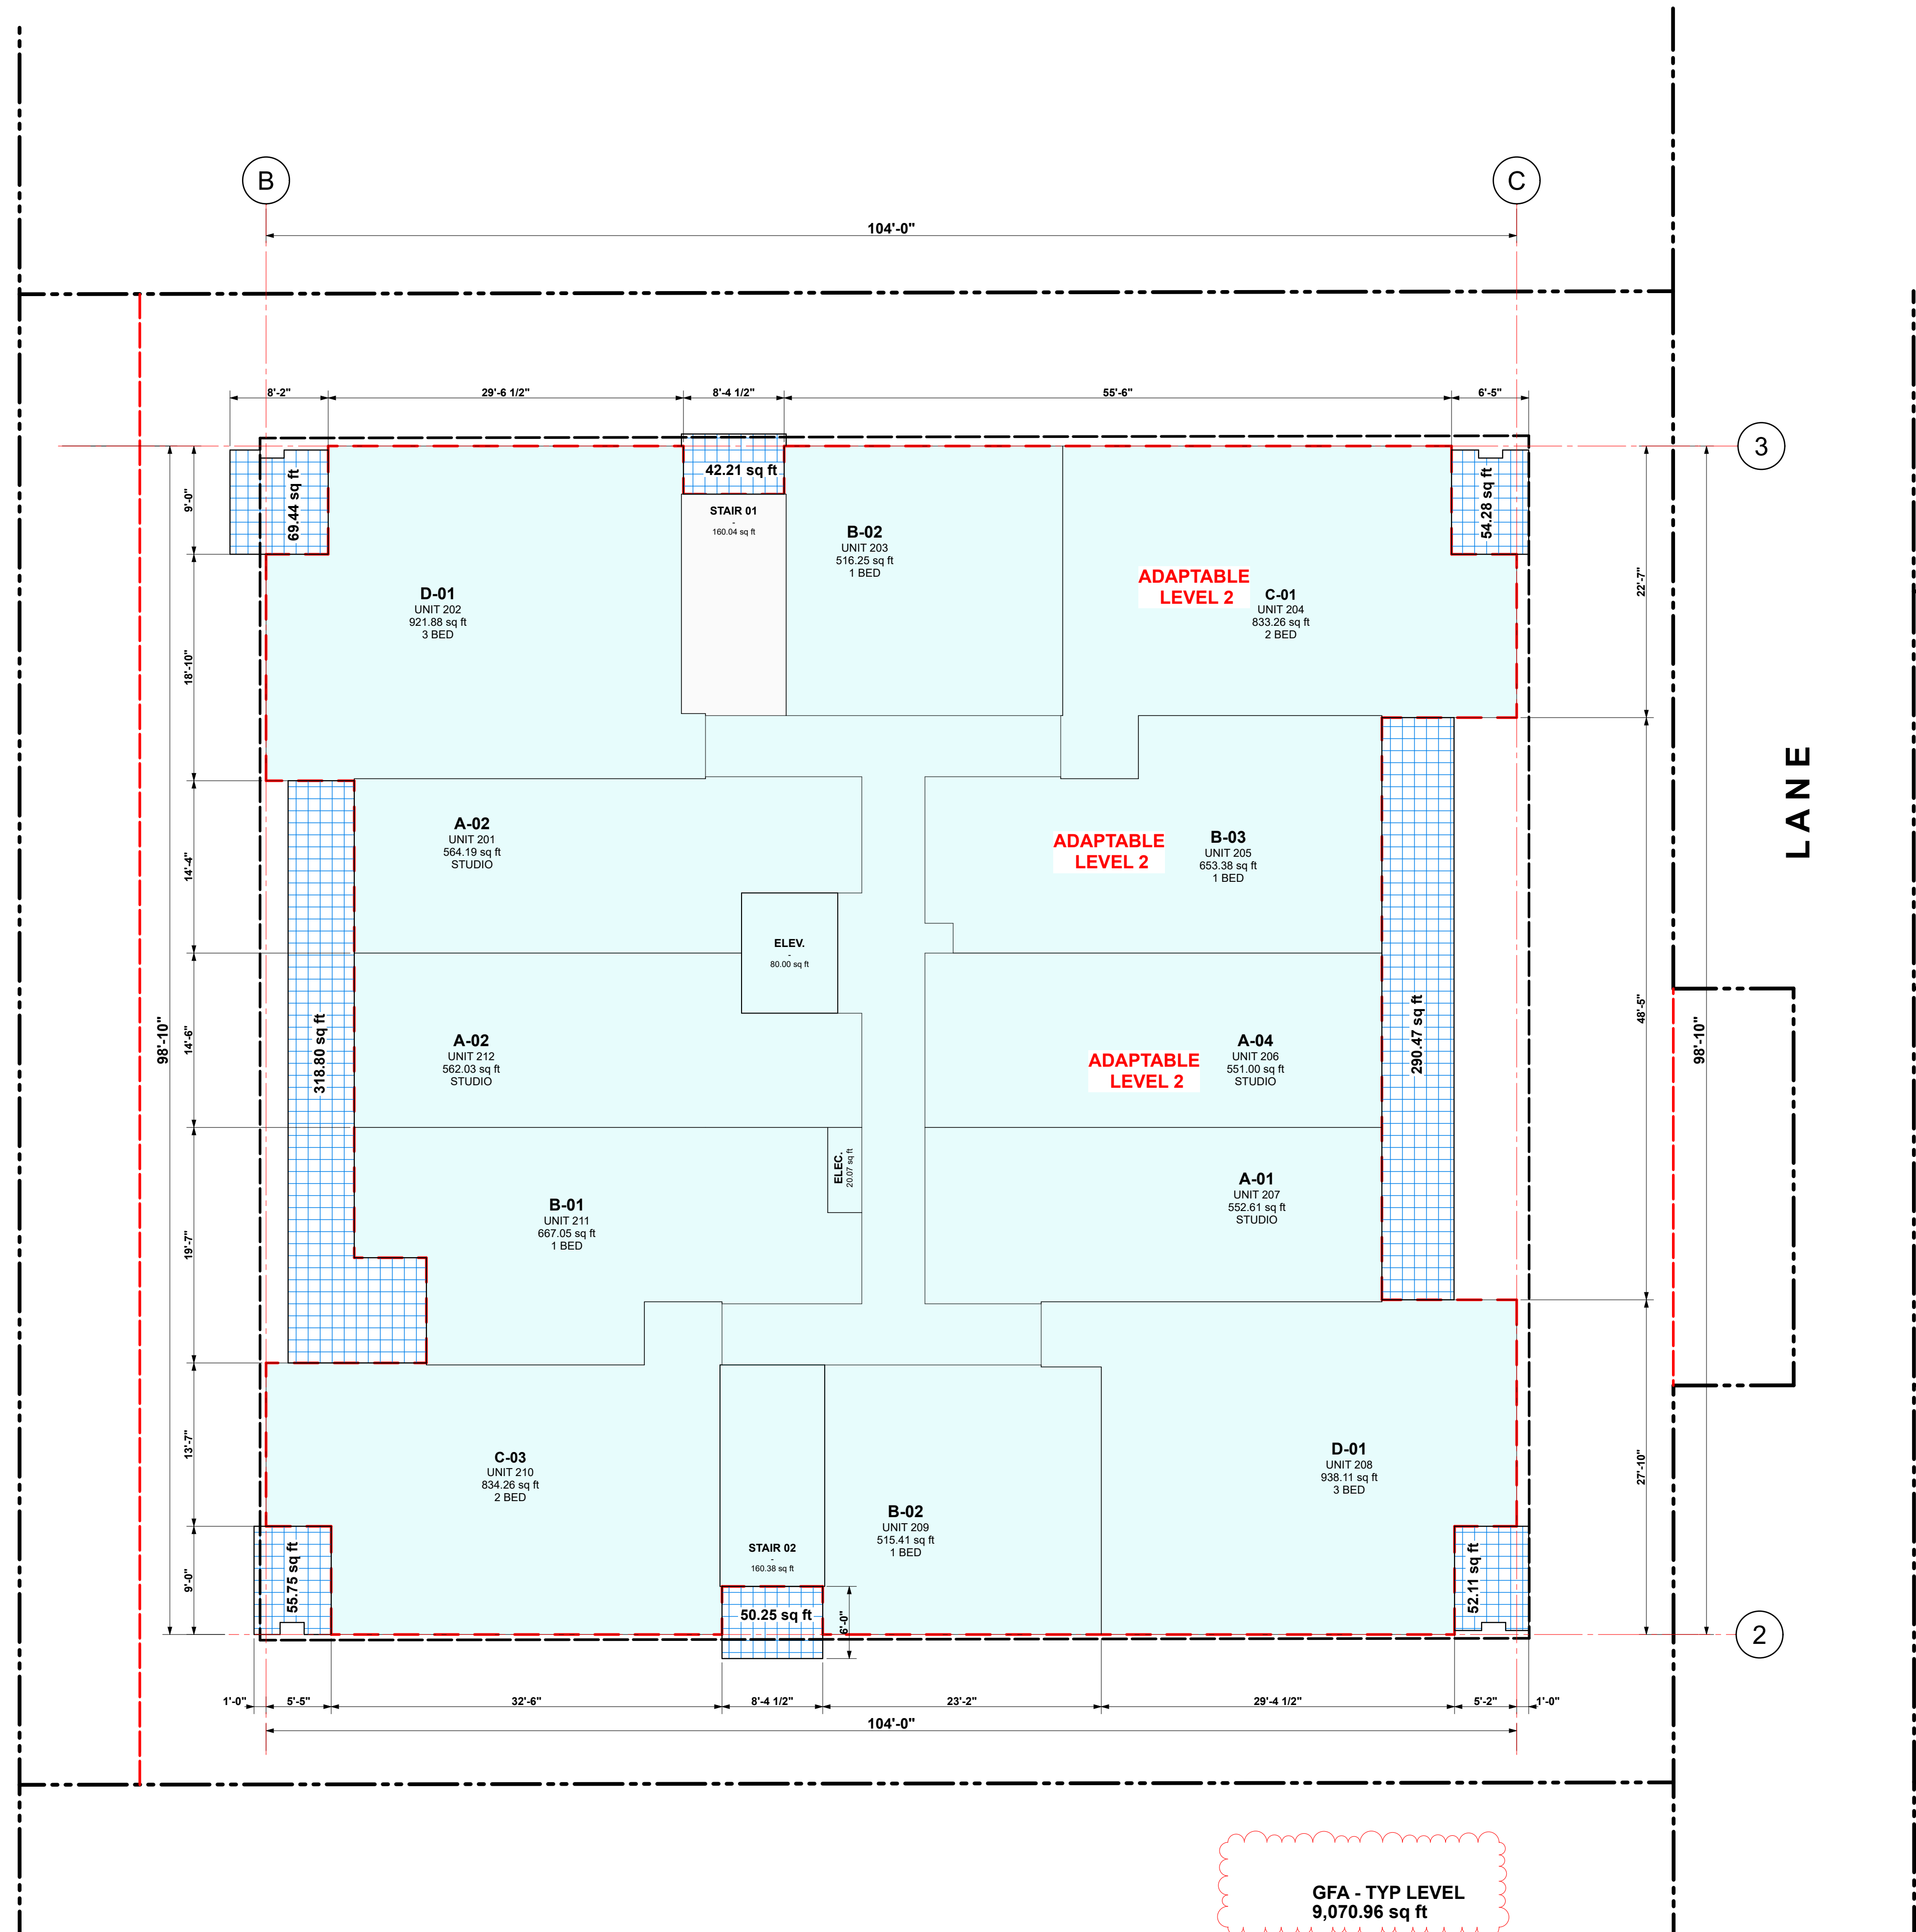 B
C
104'-0"
8'-2"
29'-6 1/2"
8'-4 1/2"
55'-6"
6'-5"
3
9'-0"
69.44 sq ft
42.21 sq ft
54.28 sq ft
STAIR 01
-
160.04 sq ft
B-02
UNIT 203
516.25 sq ft
1 BED
ADAPTABLE
LEVEL 2
C-01
UNIT 204
833.26 sq ft
2 BED
22'-7"
D-01
UNIT 202
921.88 sq ft
3 BED
18'-10"
LANE
A-02
UNIT 201
564.19 sq ft
STUDIO
14'-4"
ADAPTABLE
LEVEL 2
B-03
UNIT 205
653.38 sq ft
1 BED
ELEV.
-
80.00 sq ft
98'-10"
14'-6"
318.80 sq ft
A-02
UNIT 212
562.03 sq ft
STUDIO
ADAPTABLE
LEVEL 2
A-04
UNIT 206
551.00 sq ft
STUDIO
290.47 sq ft
48'-5"
98'-10"
ELEC.
20.07 sq ft
A-01
UNIT 207
552.61 sq ft
STUDIO
B-01
UNIT 211
667.05 sq ft
1 BED
19'-7"
13'-7"
C-03
UNIT 210
834.26 sq ft
2 BED
D-01
UNIT 208
938.11 sq ft
3 BED
27'-10"
B-02
UNIT 209
515.41 sq ft
1 BED
STAIR 02
-
160.38 sq ft
9'-0"
55.75 sq ft
50.25 sq ft
6'-0"
52.11 sq ft
2
1'-0"
5'-5"
32'-6"
8'-4 1/2"
23'-2"
29'-4 1/2"
5'-2"
1'-0"
104'-0"
GFA - TYP LEVEL
9,070.96 sq ft